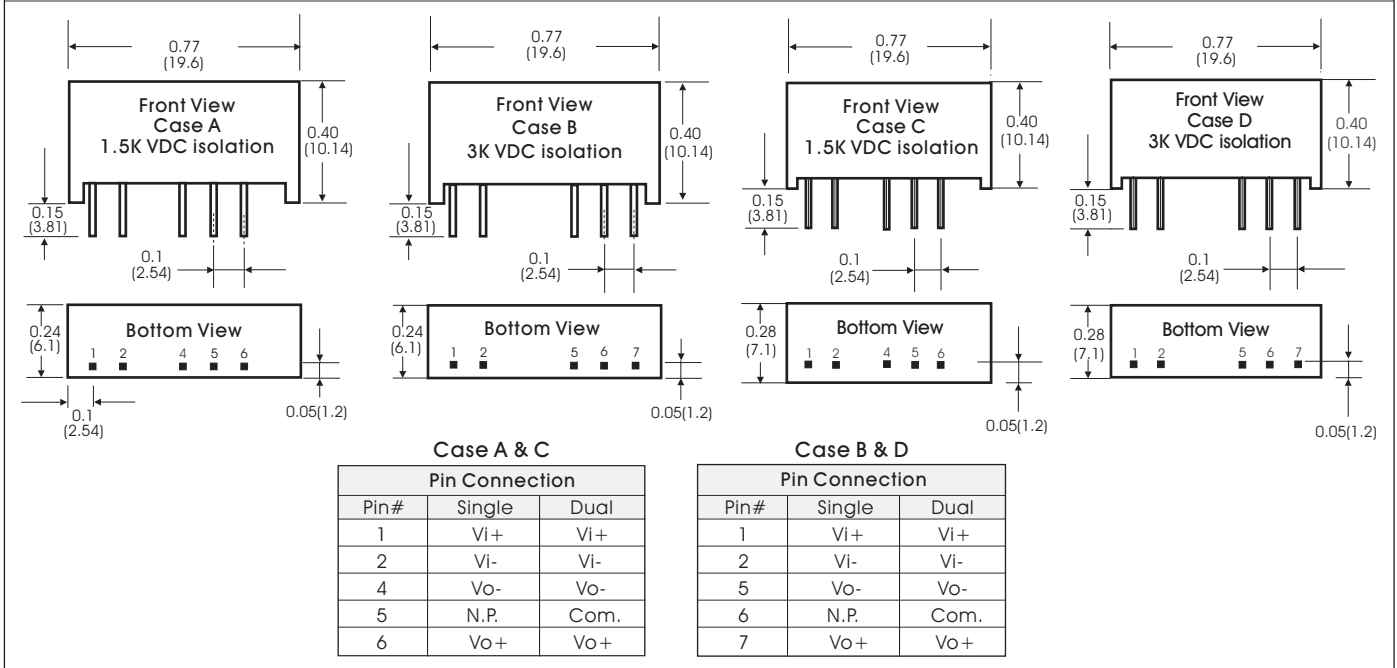 0.77
(19.6)
Front View
Case A
1.5K VDC isolation
0.40
(10.14)
0.15
(3.81)
0.1
(2.54)
0.77
(19.6)
Front View
Case B
3K VDC isolation
0.40
(10.14)
0.15
(3.81)
0.1
(2.54)
0.77
(19.6)
Front View
Case C
1.5K VDC isolation
0.40
(10.14)
0.15
(3.81)
0.1
(2.54)
0.77
(19.6)
Front View
Case D
3K VDC isolation
0.40
(10.14)
0.15
(3.81)
0.1
(2.54)
0.24
(6.1)
Bottom View
1 2 4 5 6
0.1
(2.54)
0.05(1.2)
0.24
(6.1)
Bottom View
1 2 5 6 7
0.05(1.2)
0.28
(7.1)
Bottom View
1 2 4 5 6
0.05(1.2)
0.28
(7.1)
Bottom View
1 2 5 6 7
0.05(1.2)
Case A & C
Pin Connection
Pin# Single Dual
1 Vi+ Vi+
2 Vi- Vi-
4 Vo- Vo-
5 N.P. Com.
6 Vo+ Vo+
Case B & D
Pin Connection
Pin# Single Dual
1 Vi+ Vi+
2 Vi- Vi-
5 Vo- Vo-
6 N.P. Com.
7 Vo+ Vo+